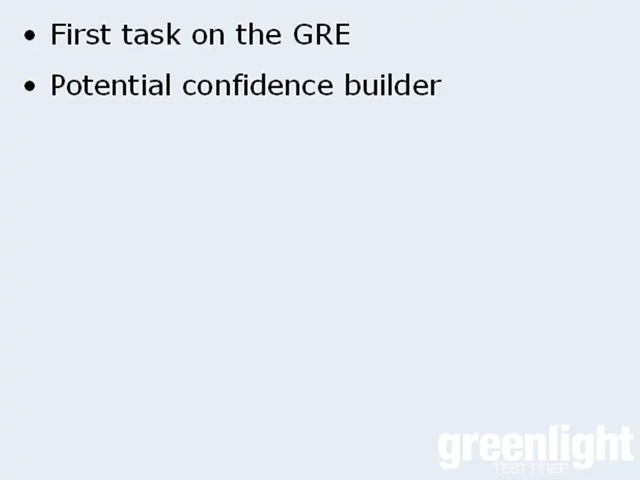 • First task on the GRE
• Potential confidence builder
greenlight
TEST PREP